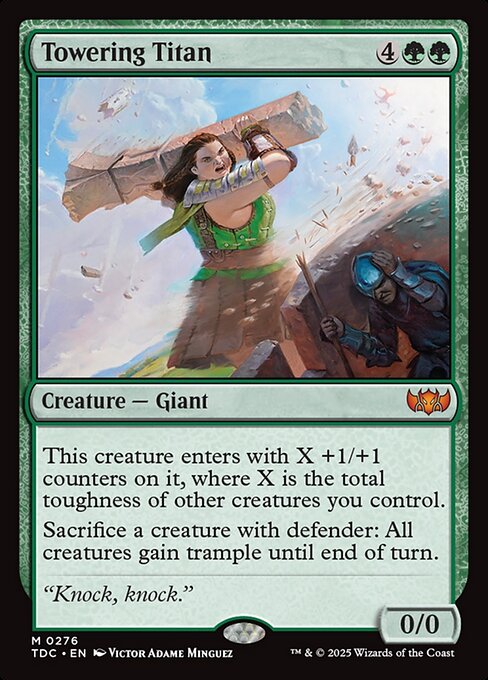 Towering Titan 4
Creature — Giant
This creature enters with X +1/+1
counters on it, where X is the total
toughness of other creatures you control.
Sacrifice a creature with defender: All
creatures gain trample until end of turn.
“Knock, knock.”
0/0
M 0276
TDC • EN Victor Adame Minguez
™ & © 2025 Wizards of the Coast